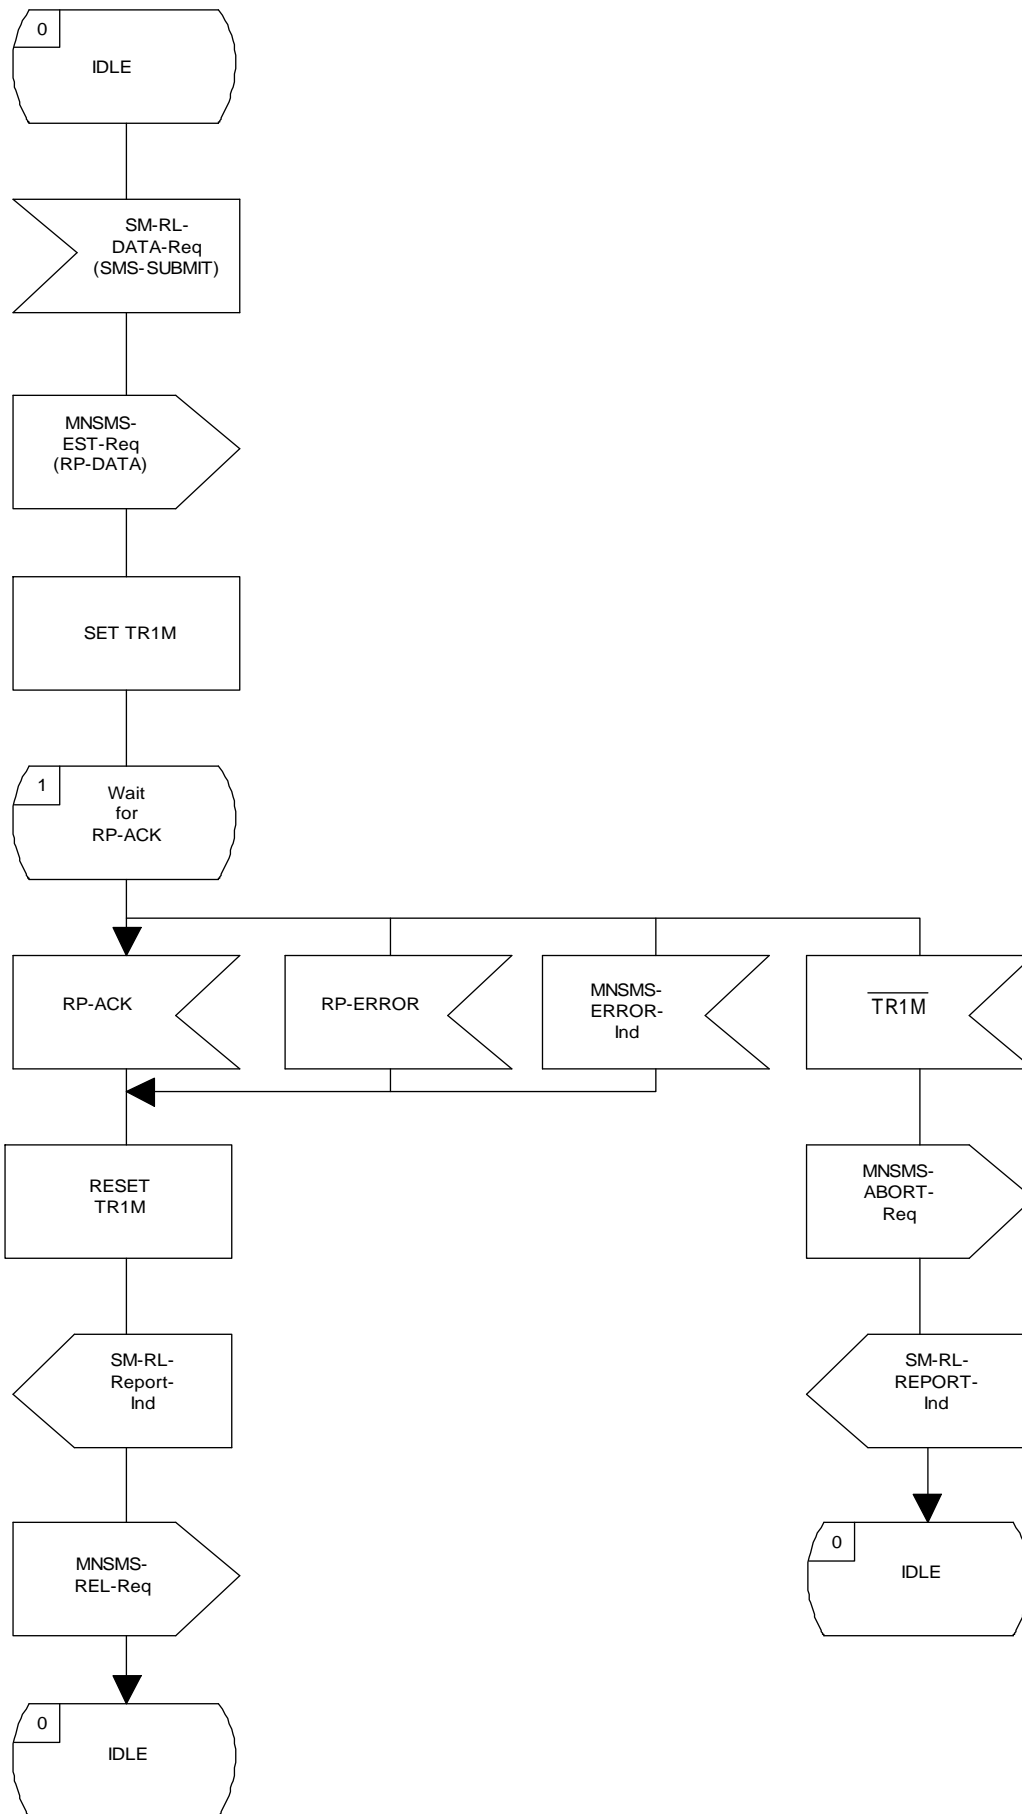 0
IDLE
SM-RL-
DATA-Req
(SMS-SUBMIT)
MNSMS-
EST-Req
(RP-DATA)
SET TR1M
1
Wait
for
RP-ACK
RP-ACK
RP-ERROR
MNSMS-
ERROR-
Ind
TR1M
RESET
TR1M
MNSMS-
ABORT-
Req
SM-RL-
Report-
Ind
SM-RL-
REPORT-
Ind
MNSMS-
REL-Req
0
IDLE
0
IDLE